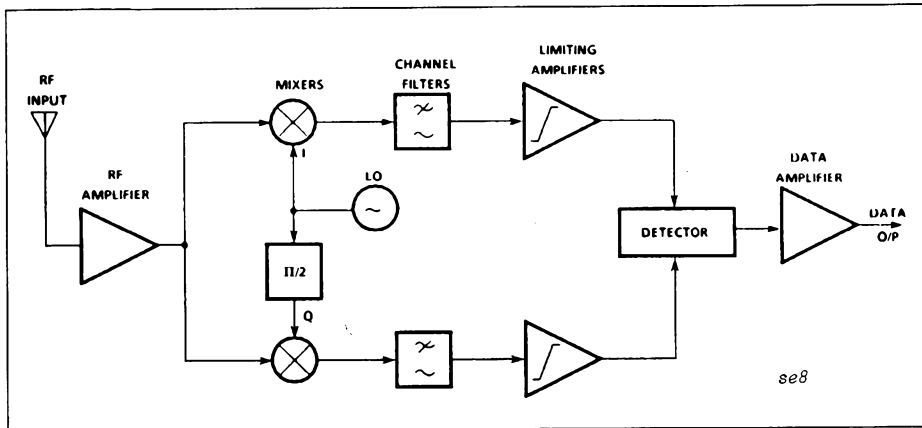 RF
INPUT
MIXERS
CHANNEL
FILTERS
LIMITING
AMPLIFIERS
I
LO
~
RF
AMPLIFIER
DATA
AMPLIFIER
DETECTOR
DATA
O/P
Π/2
Q
se8